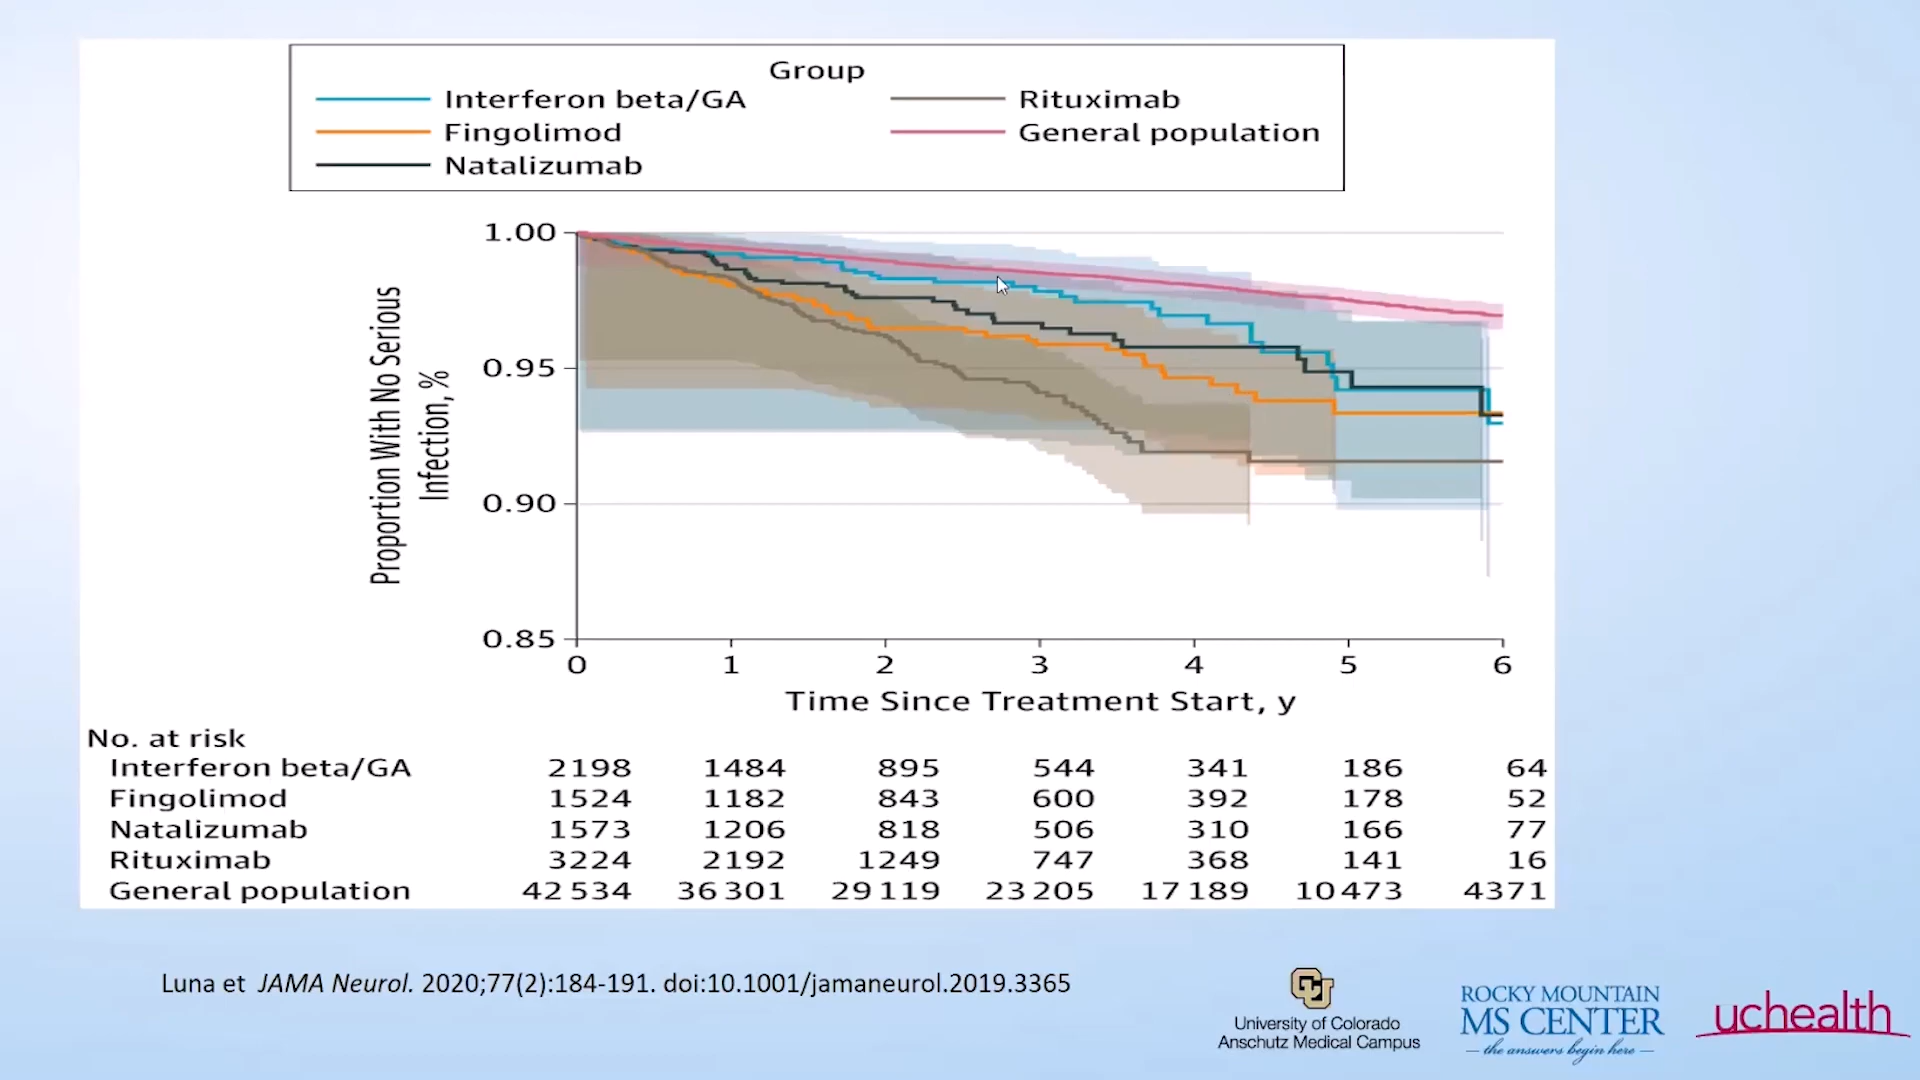 Group
Interferon beta/GA
Rituximab
Fingolimod
General population
Natalizumab
1.00
0.95
0.90
0.85
Proportion With No Serious
Infection, %
0 1 2 3 4 5 6
Time Since Treatment Start, y
No. at risk
Interferon beta/GA 2198 1484 895 544 341 186 64
Fingolimod 1524 1182 843 600 392 178 52
Natalizumab 1573 1206 818 506 310 166 77
Rituximab 3224 2192 1249 747 368 141 16
General population 42 534 36 301 29 119 23 205 17 189 10 473 4371
Luna et JAMA Neurol. 2020;77(2):184-191. doi:10.1001/jamaneurol.2019.3365
CU
University of Colorado
Anschutz Medical Campus
ROCKY MOUNTAIN
MS CENTER
— the answers begin here —
uchealth